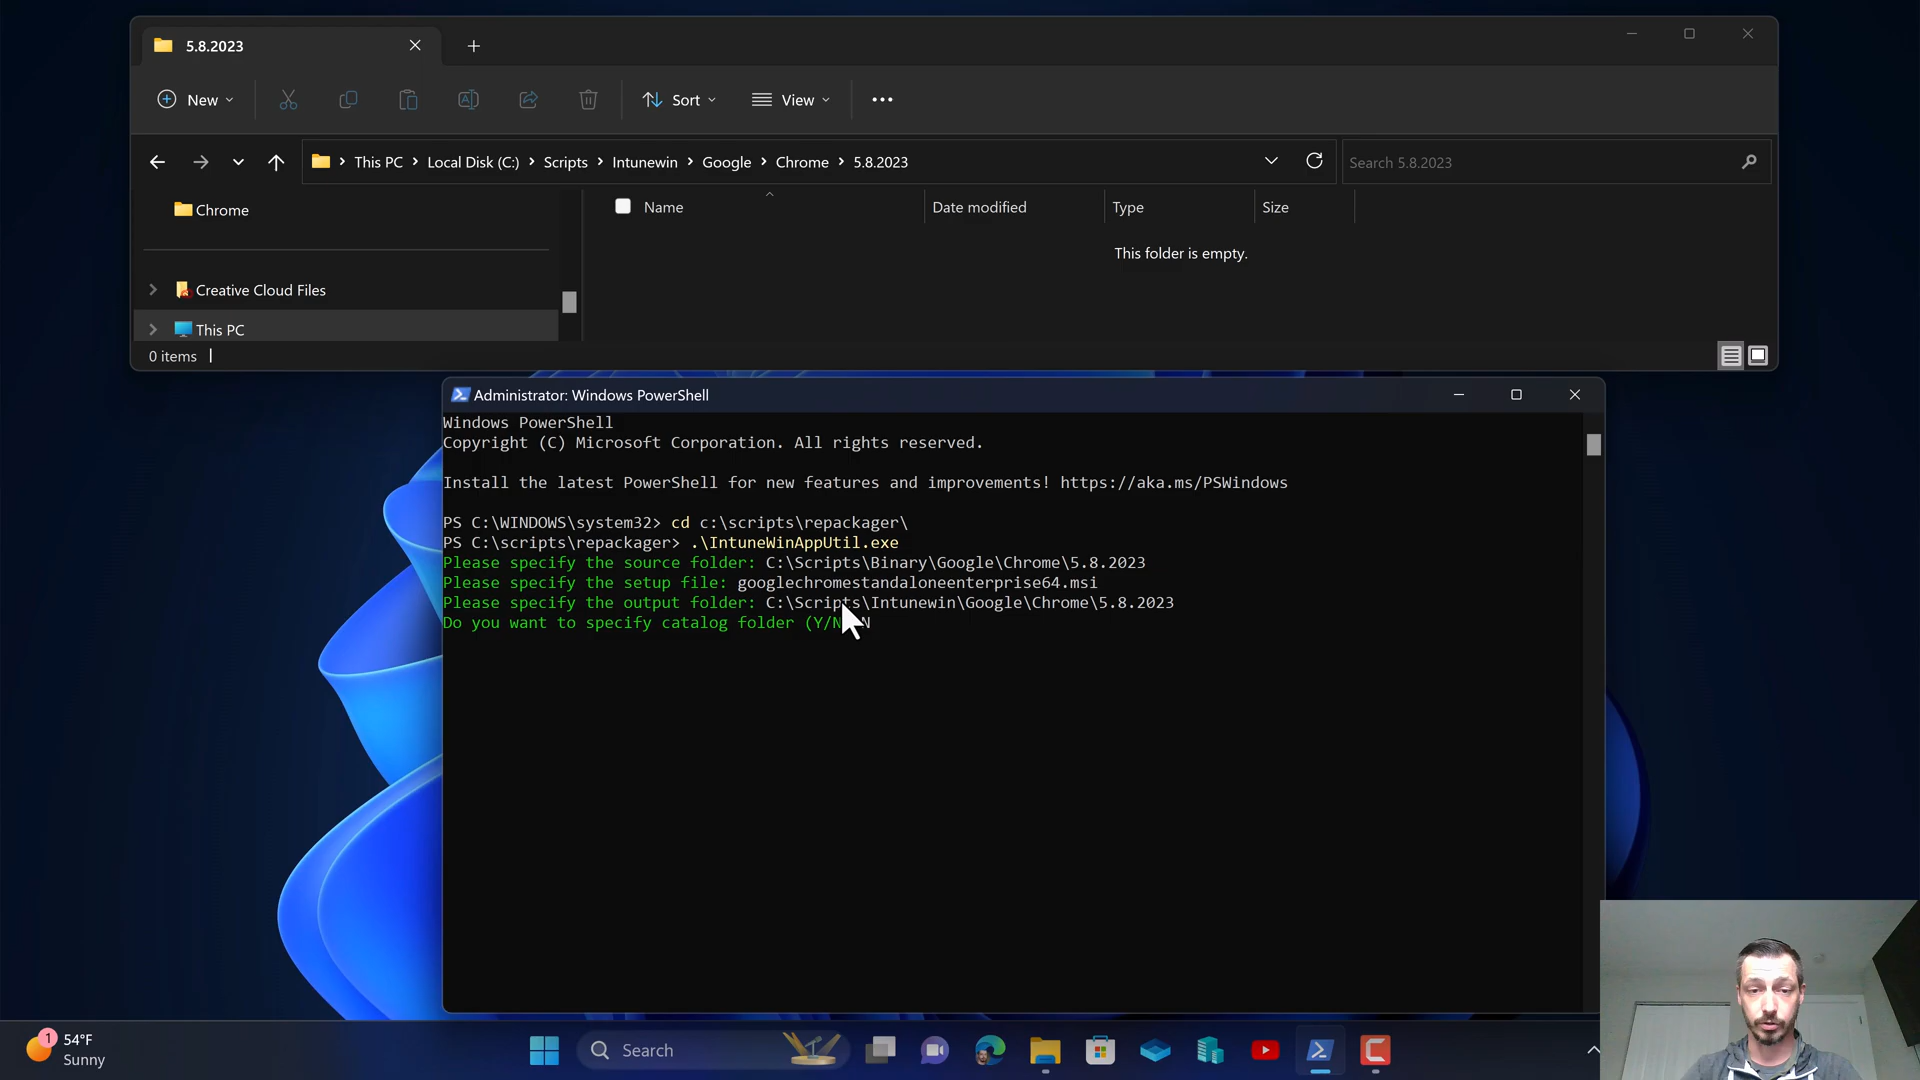 5.8.2023
New
Sort
View
This PC
Local Disk (C:)
Scripts
Intunewin
Google
Chrome
5.8.2023
Search 5.8.2023
Chrome
Name
Date modified
Type
Size
This folder is empty.
Creative Cloud Files
This PC
0 items
Administrator: Windows PowerShell
Windows PowerShell
Copyright (C) Microsoft Corporation. All rights reserved.
Install the latest PowerShell for new features and improvements! https://aka.ms/PSWindows
PS C:\WINDOWS\system32> cd c:\scripts\repackager\
PS C:\scripts\repackager> .\IntuneWinAppUtil.exe
Please specify the source folder: C:\Scripts\Binary\Google\Chrome\5.8.2023
Please specify the setup file: googlechromestandaloneenterprise64.msi
Please specify the output folder: C:\Scripts\Intunewin\Google\Chrome\5.8.2023
Do you want to specify catalog folder (Y/N N
1
54°F
Sunny
Search